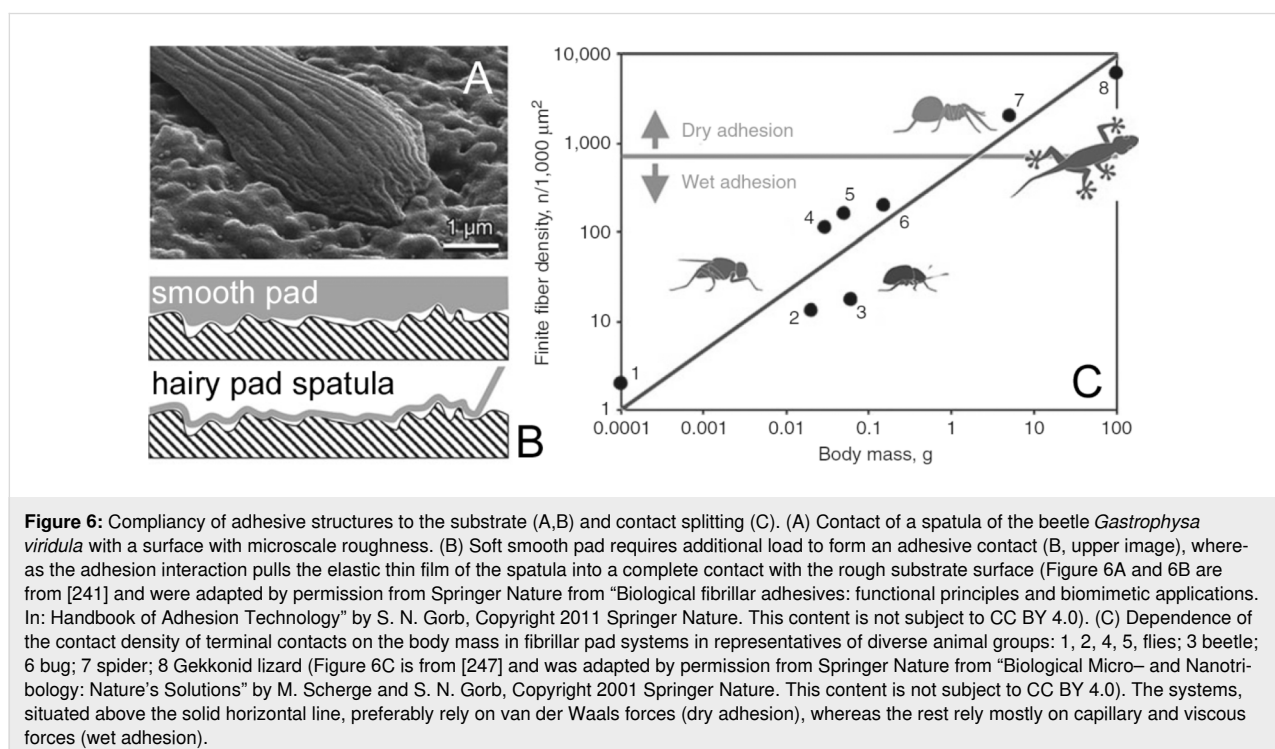 A
1 µm
smooth pad
hairy pad spatula
B
Finite fiber density, n/1,000 µm²
10,000
1,000
100
10
1
Dry adhesion
Wet adhesion
1
2
3
4
5
6
7
8
C
0.0001
0.001
0.01
0.1
1
10
100
Body mass, g
Figure 6: Compliancy of adhesive structures to the substrate (A,B) and contact splitting (C). (A) Contact of a spatula of the beetle Gastrophysa
viridula with a surface with microscale roughness. (B) Soft smooth pad requires additional load to form an adhesive contact (B, upper image), where-
as the adhesion interaction pulls the elastic thin film of the spatula into a complete contact with the rough substrate surface (Figure 6A and 6B are
from [241] and were adapted by permission from Springer Nature from “Biological fibrillar adhesives: functional principles and biomimetic applications.
In: Handbook of Adhesion Technology” by S. N. Gorb, Copyright 2011 Springer Nature. This content is not subject to CC BY 4.0). (C) Dependence of
the contact density of terminal contacts on the body mass in fibrillar pad systems in representatives of diverse animal groups: 1, 2, 4, 5, flies; 3 beetle;
6 bug; 7 spider; 8 Gekkonid lizard (Figure 6C is from [247] and was adapted by permission from Springer Nature from “Biological Micro– and Nanotri-
bology: Nature’s Solutions” by M. Scherge and S. N. Gorb, Copyright 2001 Springer Nature. This content is not subject to CC BY 4.0). The systems,
situated above the solid horizontal line, preferably rely on van der Waals forces (dry adhesion), whereas the rest rely mostly on capillary and viscous
forces (wet adhesion).